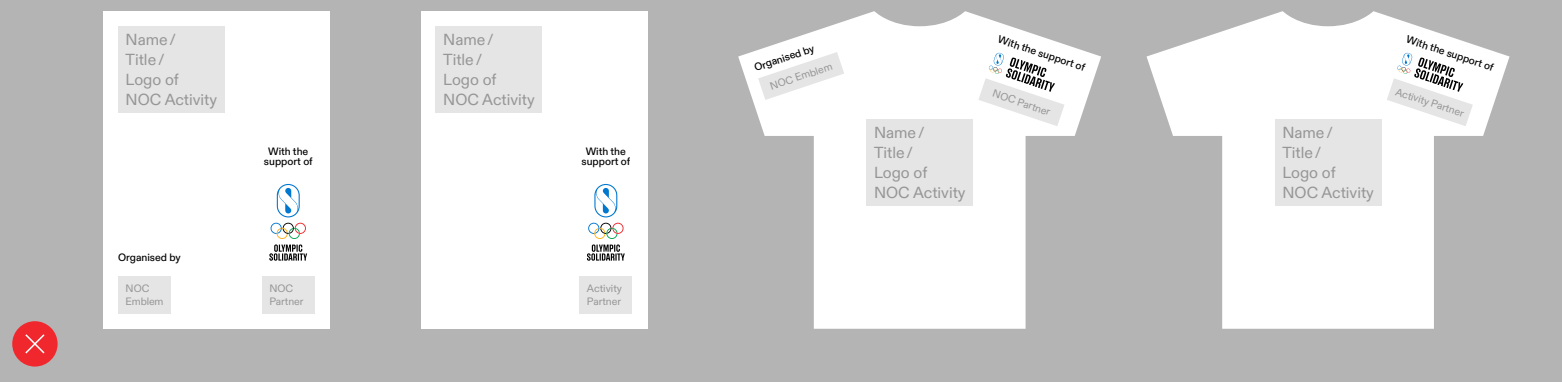 Name /
Title /
Logo of
NOC Activity
With the
support of
OLYMPIC
SOLIDARITY
Organised by
NOC
Emblem
NOC
Partner
Name /
Title /
Logo of
NOC Activity
With the
support of
OLYMPIC
SOLIDARITY
Activity
Partner
Organised by
NOC Emblem
With the support of
OLYMPIC
SOLIDARITY
NOC Partner
Name /
Title /
Logo of
NOC Activity
With the support of
OLYMPIC
SOLIDARITY
Activity Partner
Name /
Title /
Logo of
NOC Activity